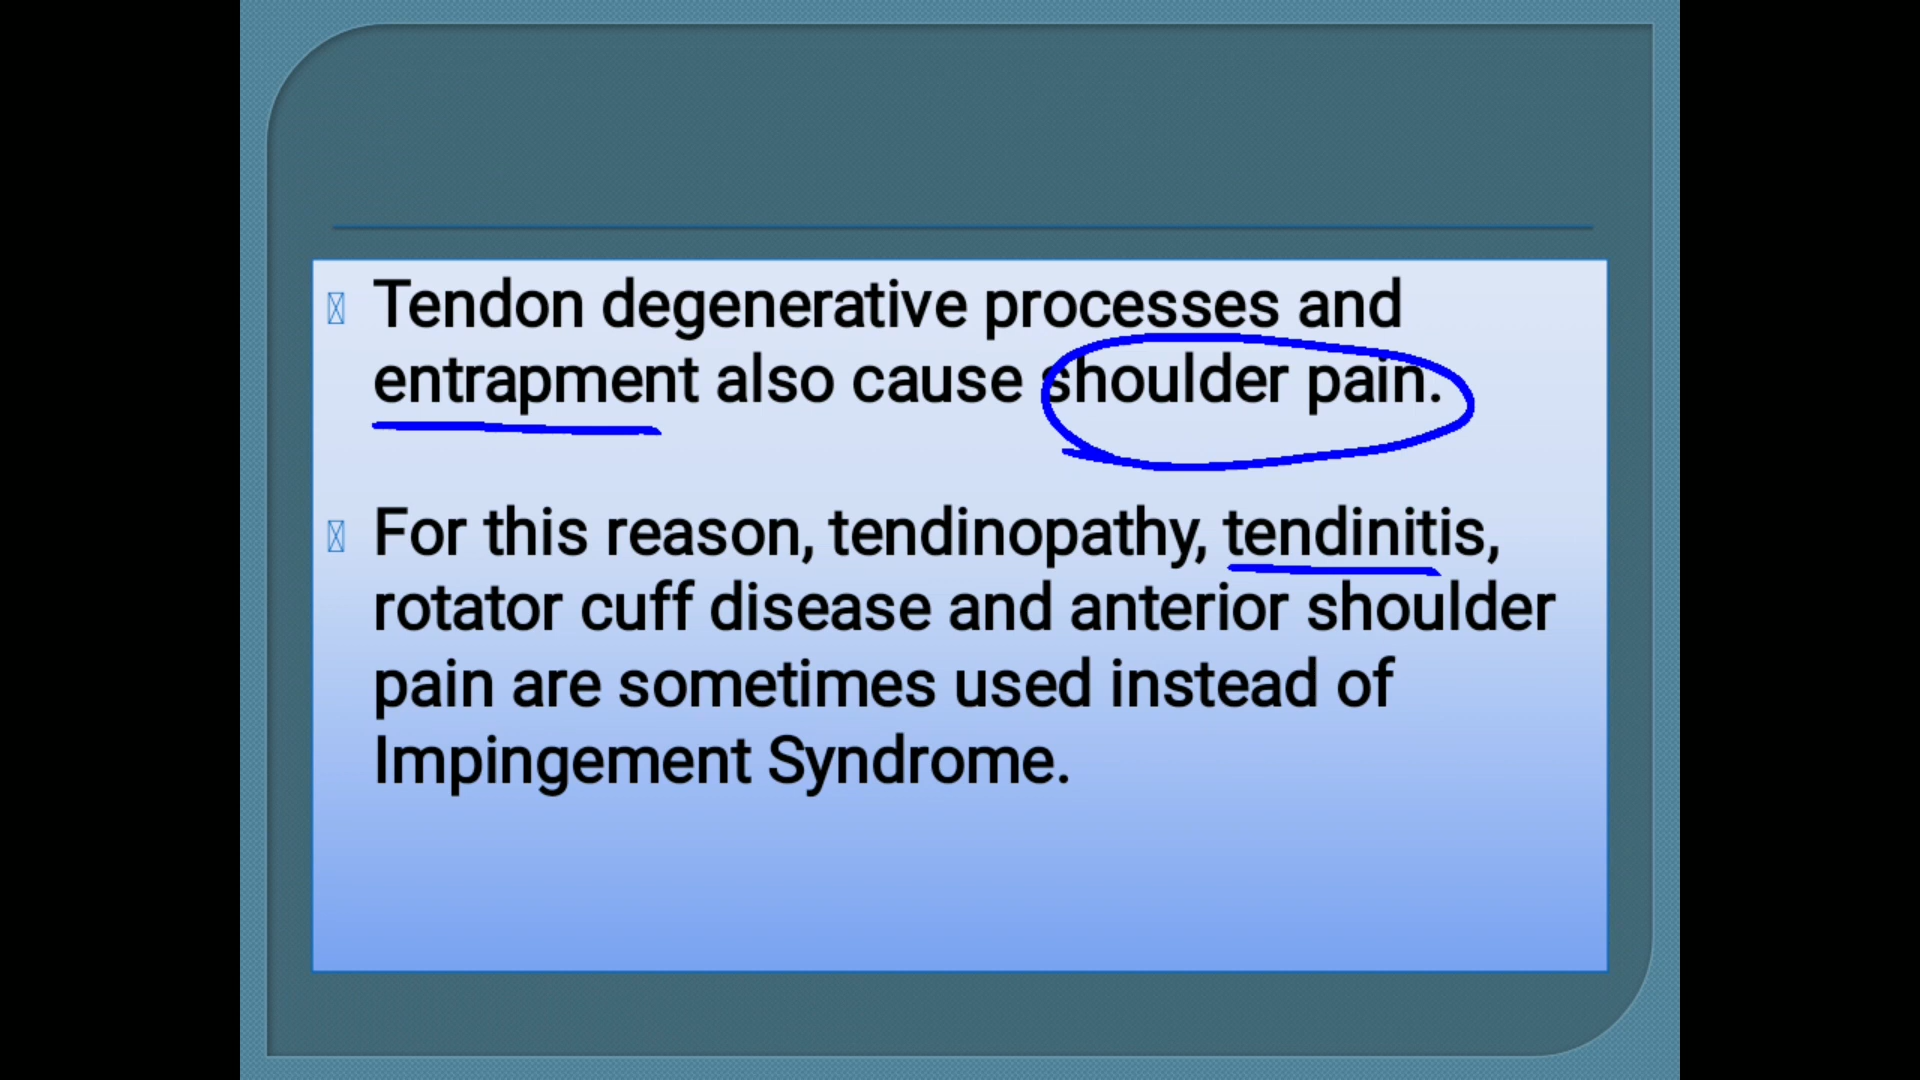 Tendon degenerative processes and
entrapment also cause shoulder pain.
For this reason, tendinopathy, tendinitis,
rotator cuff disease and anterior shoulder
pain are sometimes used instead of
Impingement Syndrome.